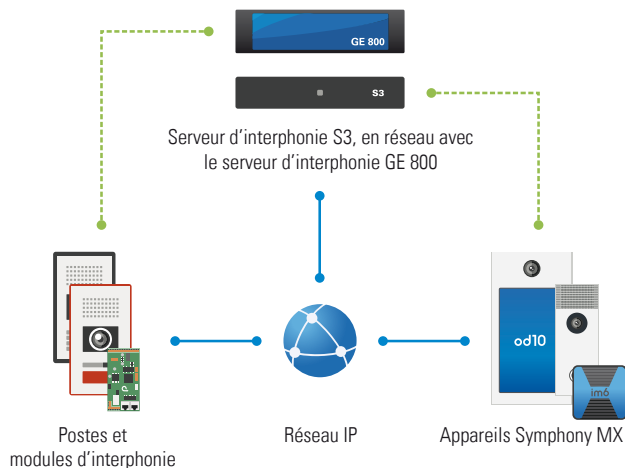 GE 800
S3
Serveur d'interphonie S3, en réseau avec
le serveur d'interphonie GE 800
od10
im6
Postes et
modules d'interphonie
Réseau IP
Appareils Symphony MX